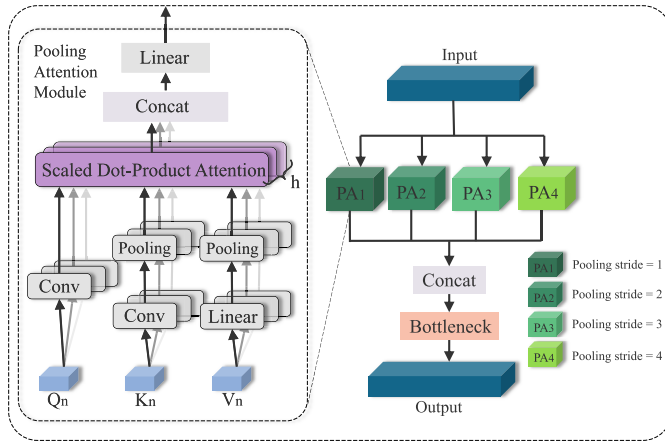 Pooling
Attention
Module
Linear
Concat
Scaled Dot-Product Attention
h
Pooling
Pooling
Conv
Conv
Linear
Qn
Kn
Vn
Input
PA1
PA2
PA3
PA4
Concat
Bottleneck
Output
PA1 Pooling stride = 1
PA2 Pooling stride = 2
PA3 Pooling stride = 3
PA4 Pooling stride = 4